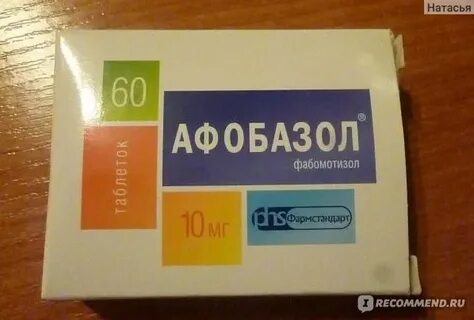 Натасья
60
таблеток
АФОБАЗОЛ®
фабомотизол
10 мг
phs Фармстандарт
IRECOMMEND.RU